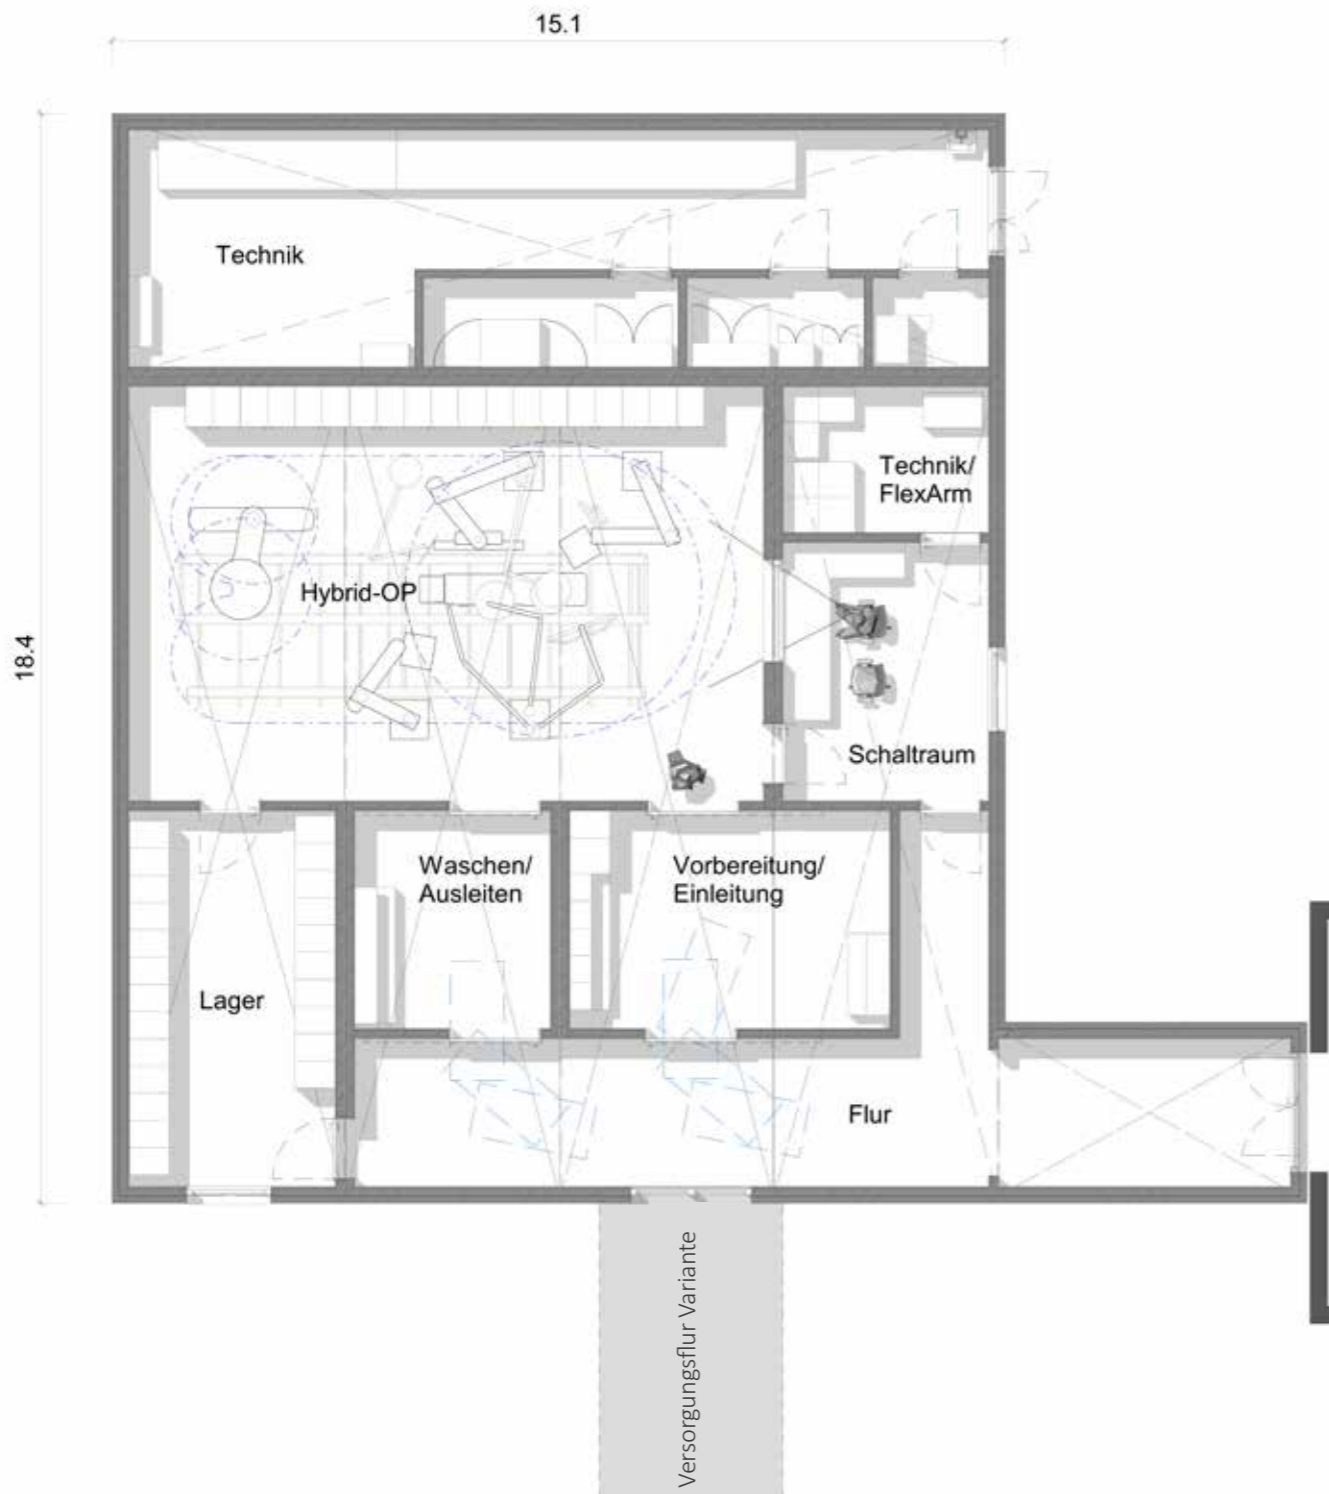 15.1
18.4
Technik
Technik/
FlexArm
Hybrid-OP
Schaltraum
Waschen/
Ausleiten
Vorbereitung/
Einleitung
Lager
Flur
Versorgungsflur Variante